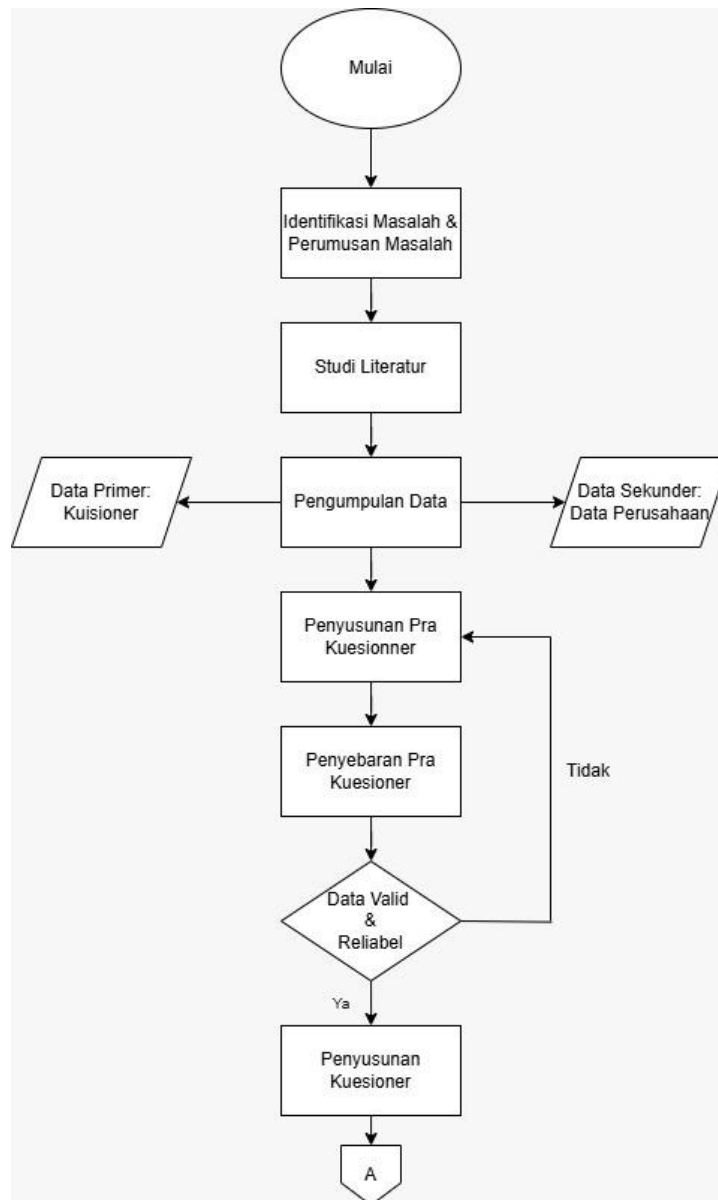 Mulai
Identifikasi Masalah &
Perumusan Masalah
Studi Literatur
Data Primer:
Kuisioner
Pengumpulan Data
Data Sekunder:
Data Perusahaan
Penyusunan Pra
Kuesionner
Penyebaran Pra
Kuesioner
Tidak
Data Valid
&
Reliabel
Ya
Penyusunan
Kuesioner
A